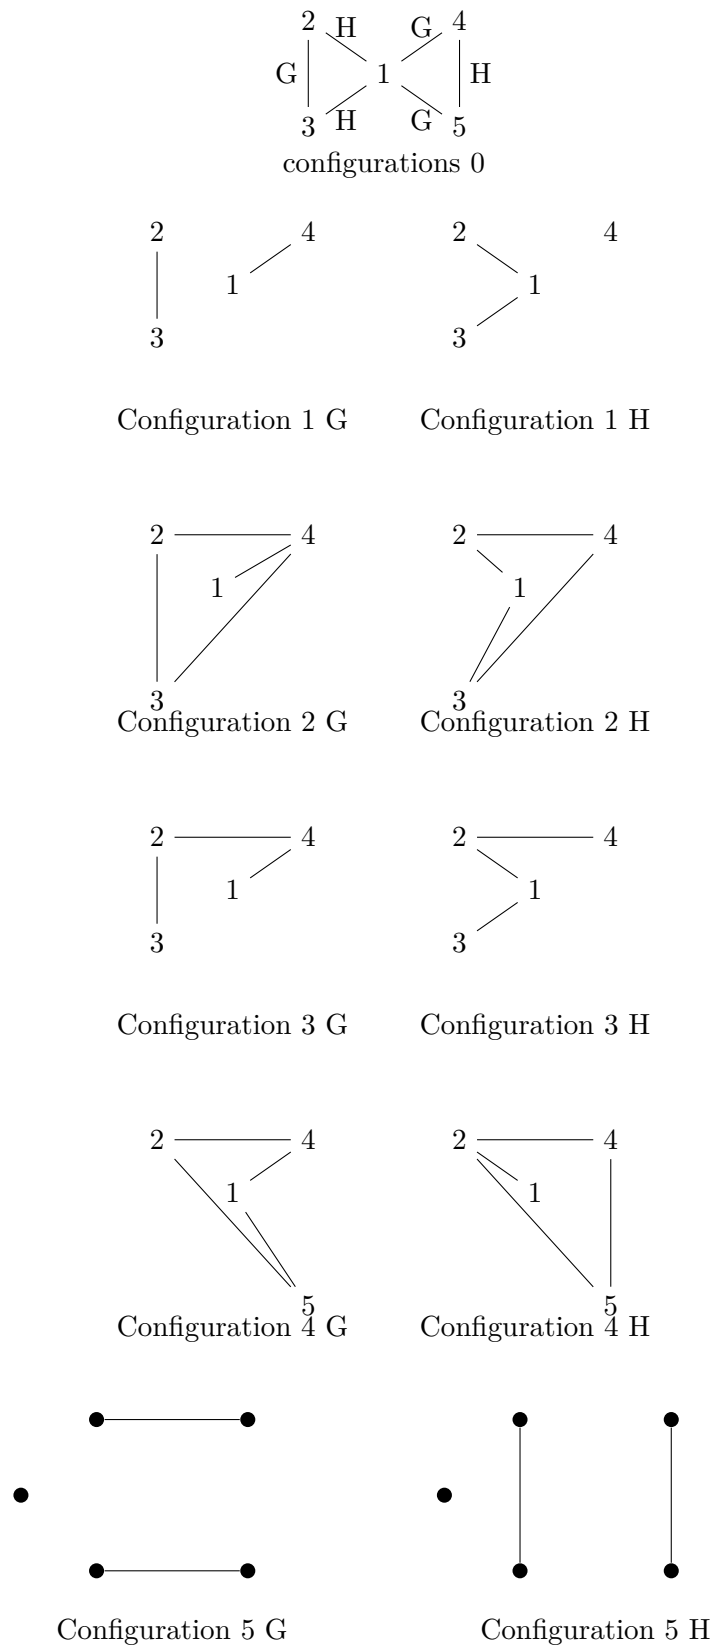 2 H G 4
G 1 H
3 H G 5
configurations 0
2 4 2 4
1 1
3 3
Configuration 1 G Configuration 1 H
2 4 2 4
1 1
3 3
Configuration 2 G Configuration 2 H
2 4 2 4
1 1
3 3
Configuration 3 G Configuration 3 H
2 4 2 4
1 1
5 5
Configuration 4 G Configuration 4 H
Configuration 5 G Configuration 5 H